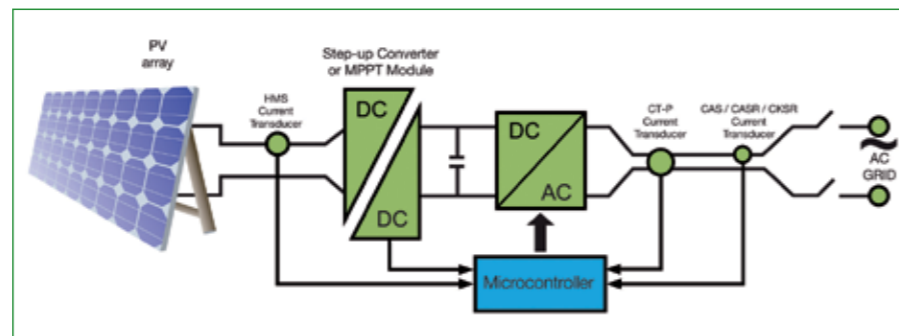 PV
array
HMS
Current
Transducer
Step-up Converter
or MPPT Module
DC
DC
DC
AC
CT-P
Current
Transducer
CAS / CASR / CKSR
Current
Transducer
AC
GRID
Microcontroller